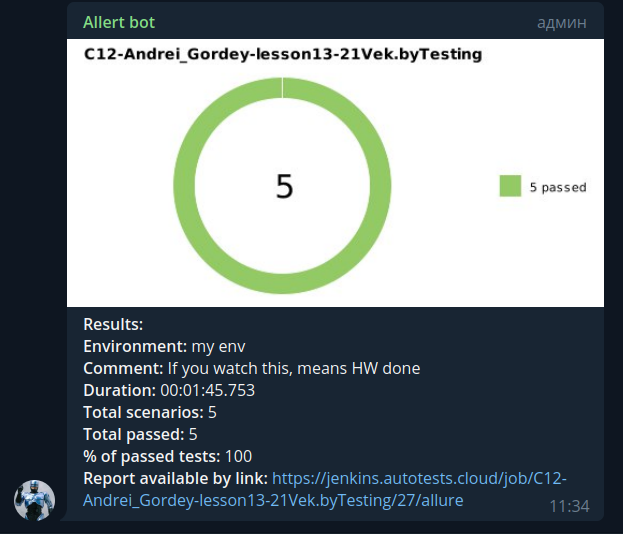 Allert bot админ
C12-Andrei_Gordey-lesson13-21Vek.byTesting
5
5 passed
Results:
Environment: my env
Comment: If you watch this, means HW done
Duration: 00:01:45.753
Total scenarios: 5
Total passed: 5
% of passed tests: 100
Report available by link: https://jenkins.autotests.cloud/job/C12-
Andrei_Gordey-lesson13-21Vek.byTesting/27/allure
11:34